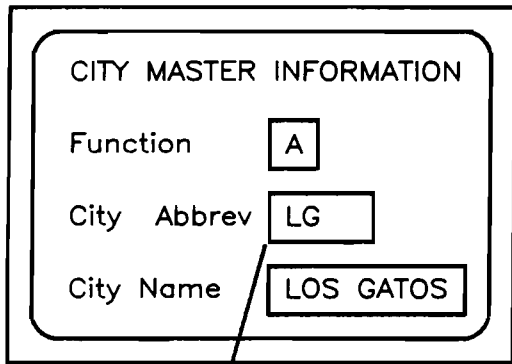 CITY MASTER INFORMATION
Function A
City Abbrev LG
City Name LOS GATOS